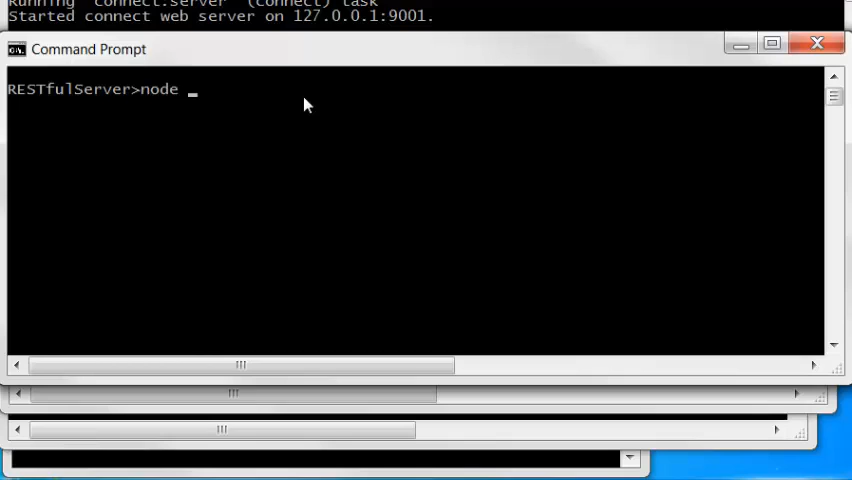 Running "connect:server" (connect) task
Started connect web server on 127.0.0.1:9001.
Command Prompt
RESTfulServer>node _